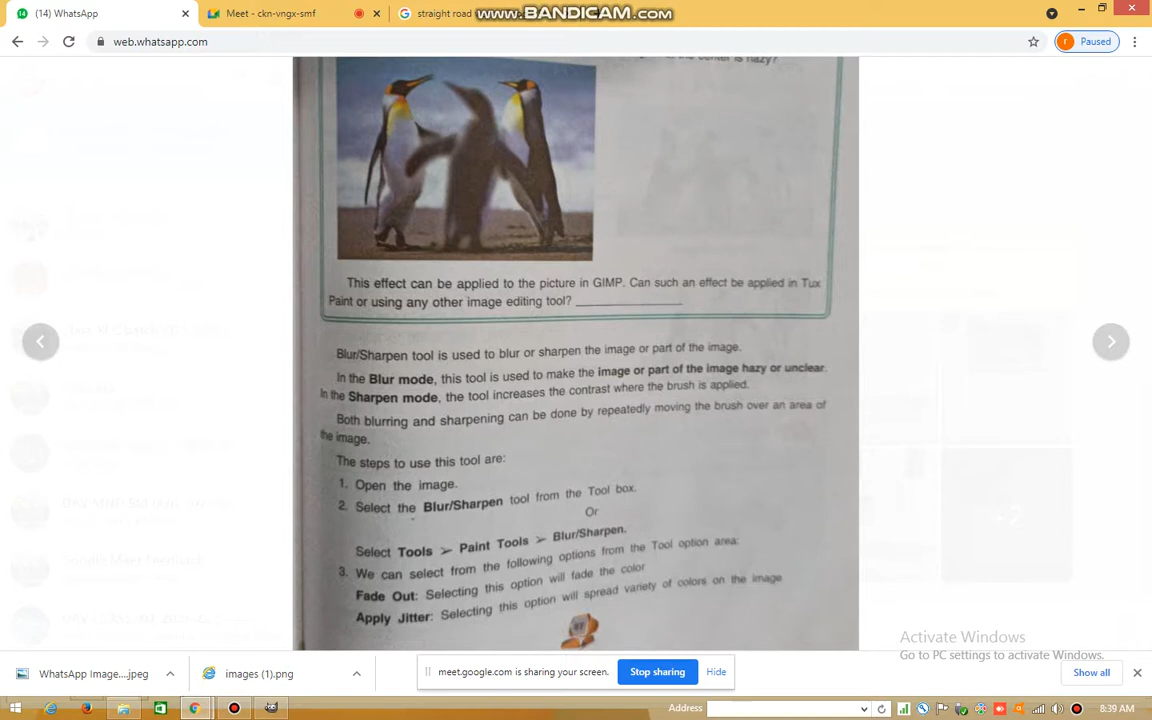 (14) WhatsApp
Meet - ckn-vngx-smf
straight road
www.BANDICAM.com
web.whatsapp.com
Paused
the center is hazy?
This effect can be applied to the picture in GIMP. Can such an effect be applied in Tux
Paint or using any other image editing tool?
Blur/Sharpen tool is used to blur or sharpen the image or part of the image.
In the Blur mode, this tool is used to make the image or part of the image hazy or unclear.
In the Sharpen mode, the tool increases the contrast where the brush is applied.
Both blurring and sharpening can be done by repeatedly moving the brush over an area of
the image.
The steps to use this tool are:
1. Open the image.
2. Select the Blur/Sharpen tool from the Tool box.
Or
Select Tools ➢ Paint Tools ➢ Blur/Sharpen.
3. We can select from the following options from the Tool option area:
Fade Out: Selecting this option will fade the color
Apply Jitter: Selecting this option will spread variety of colors on the image
Activate Windows
Go to PC settings to activate Windows.
WhatsApp Image....jpeg
images (1).png
meet.google.com is sharing your screen.
Stop sharing
Hide
Show all
Address
8:39 AM